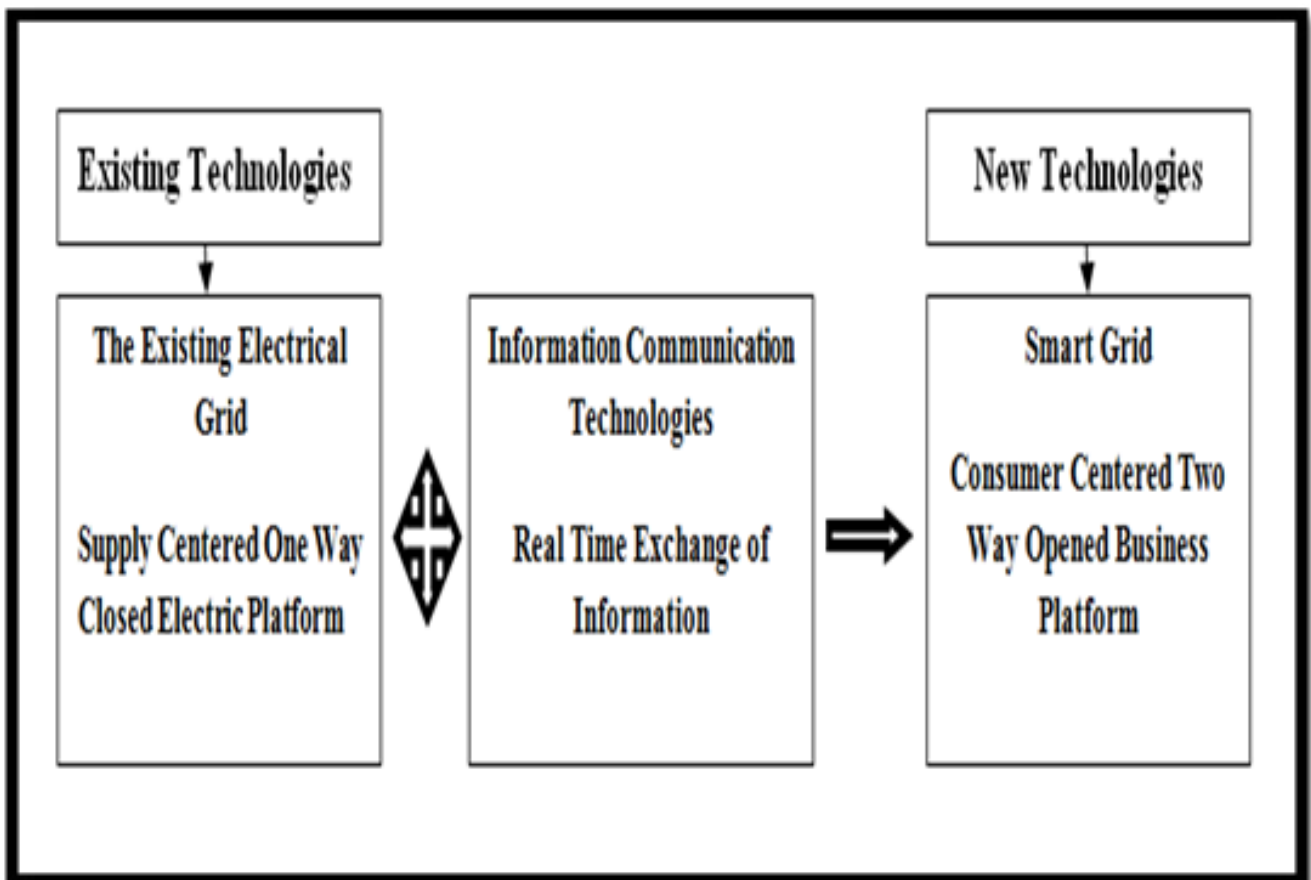 Existing Technologies
New Technologies
The Existing Electrical
Grid
Supply Centered One Way
Closed Electric Platform
Information Communication
Technologies
Real Time Exchange of
Information
Smart Grid
Consumer Centered Two
Way Opened Business
Platform